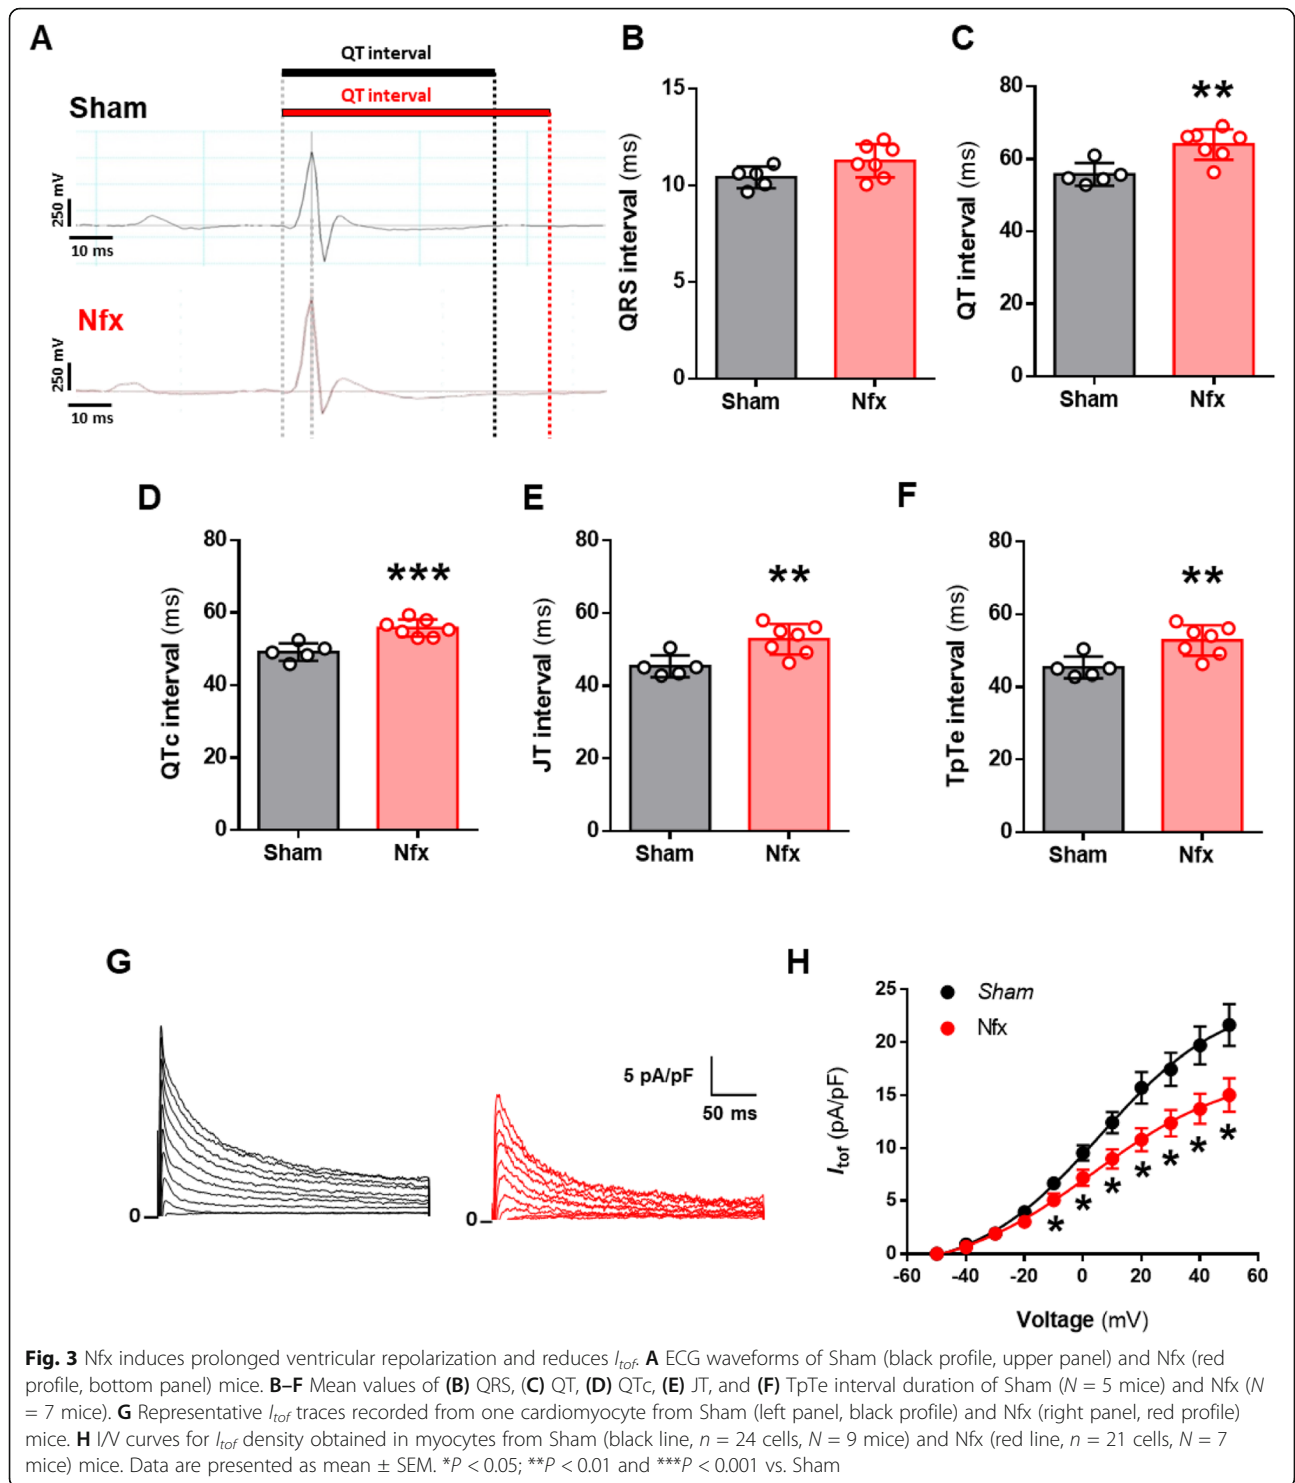 A
QT interval
QT interval
Sham
250 mV
10 ms
Nfx
250 mV
10 ms
B
QRS interval (ms)
15
10
5
0
Sham Nfx
C
QT interval (ms)
80
60
40
20
0
**
Sham Nfx
D
QTc interval (ms)
80
60
40
20
0
***
Sham Nfx
E
JT interval (ms)
80
60
40
20
0
**
Sham Nfx
F
TpTe interval (ms)
80
60
40
20
0
**
Sham Nfx
G
0
0
5 pA/pF
50 ms
H
Sham
Nfx
Itof (pA/pF)
25
20
15
10
5
0
* * * * * * *
-60 -40 -20 0 20 40 60
Voltage (mV)
Fig. 3 Nfx induces prolonged ventricular repolarization and reduces Itof. A ECG waveforms of Sham (black profile, upper panel) and Nfx (red
profile, bottom panel) mice. B–F Mean values of (B) QRS, (C) QT, (D) QTc, (E) JT, and (F) TpTe interval duration of Sham (N = 5 mice) and Nfx (N
= 7 mice). G Representative Itof traces recorded from one cardiomyocyte from Sham (left panel, black profile) and Nfx (right panel, red profile)
mice. H I/V curves for Itof density obtained in myocytes from Sham (black line, n = 24 cells, N = 9 mice) and Nfx (red line, n = 21 cells, N = 7
mice) mice. Data are presented as mean ± SEM. *P < 0.05; **P < 0.01 and ***P < 0.001 vs. Sham